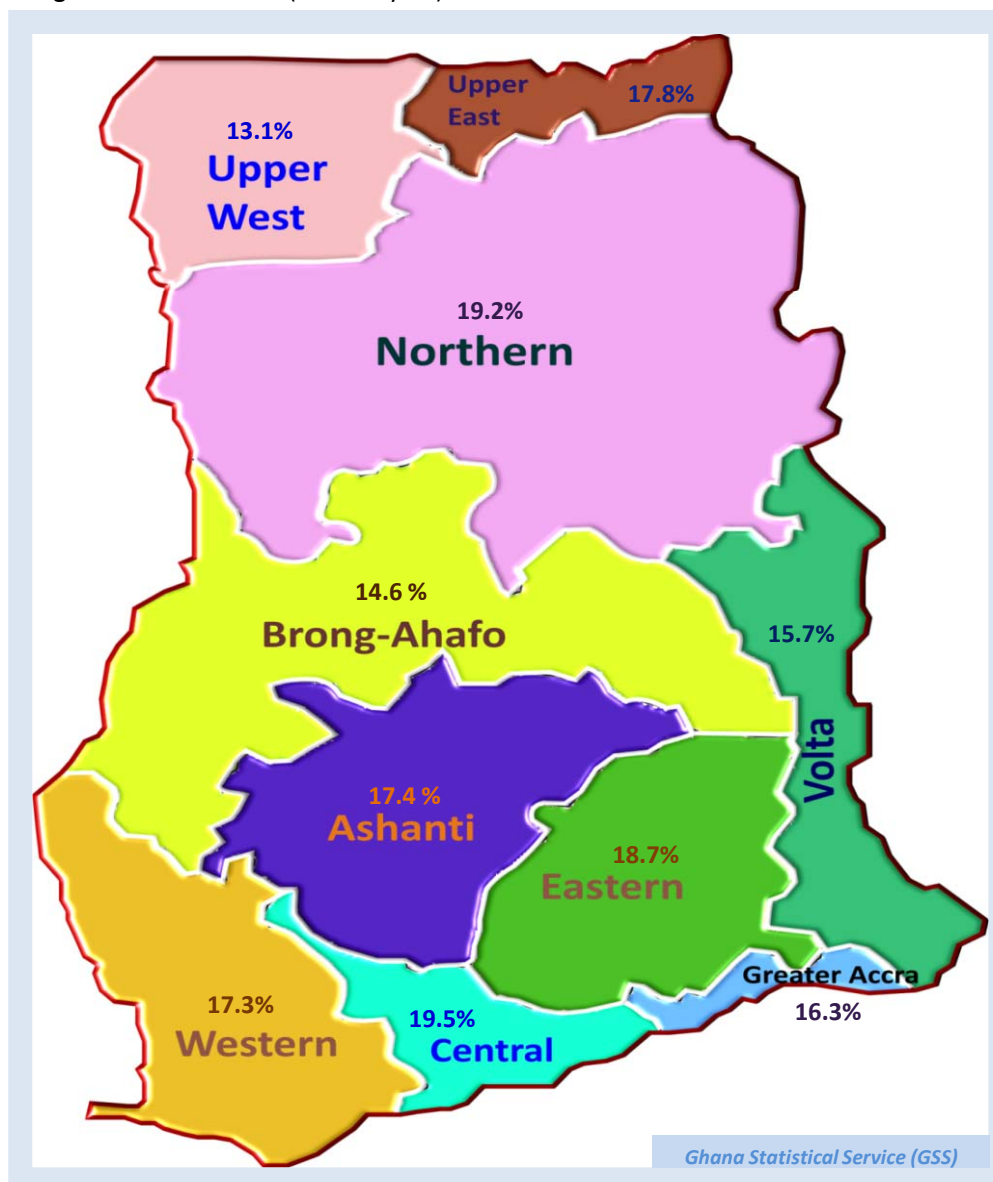 Upper
East
17.8%
13.1%
Upper
West
19.2%
Northern
14.6 %
Brong-Ahafo
15.7%
Volta
17.4 %
Ashanti
18.7%
Eastern
Greater Accra
16.3%
17.3%
Western
19.5%
Central
Ghana Statistical Service (GSS)